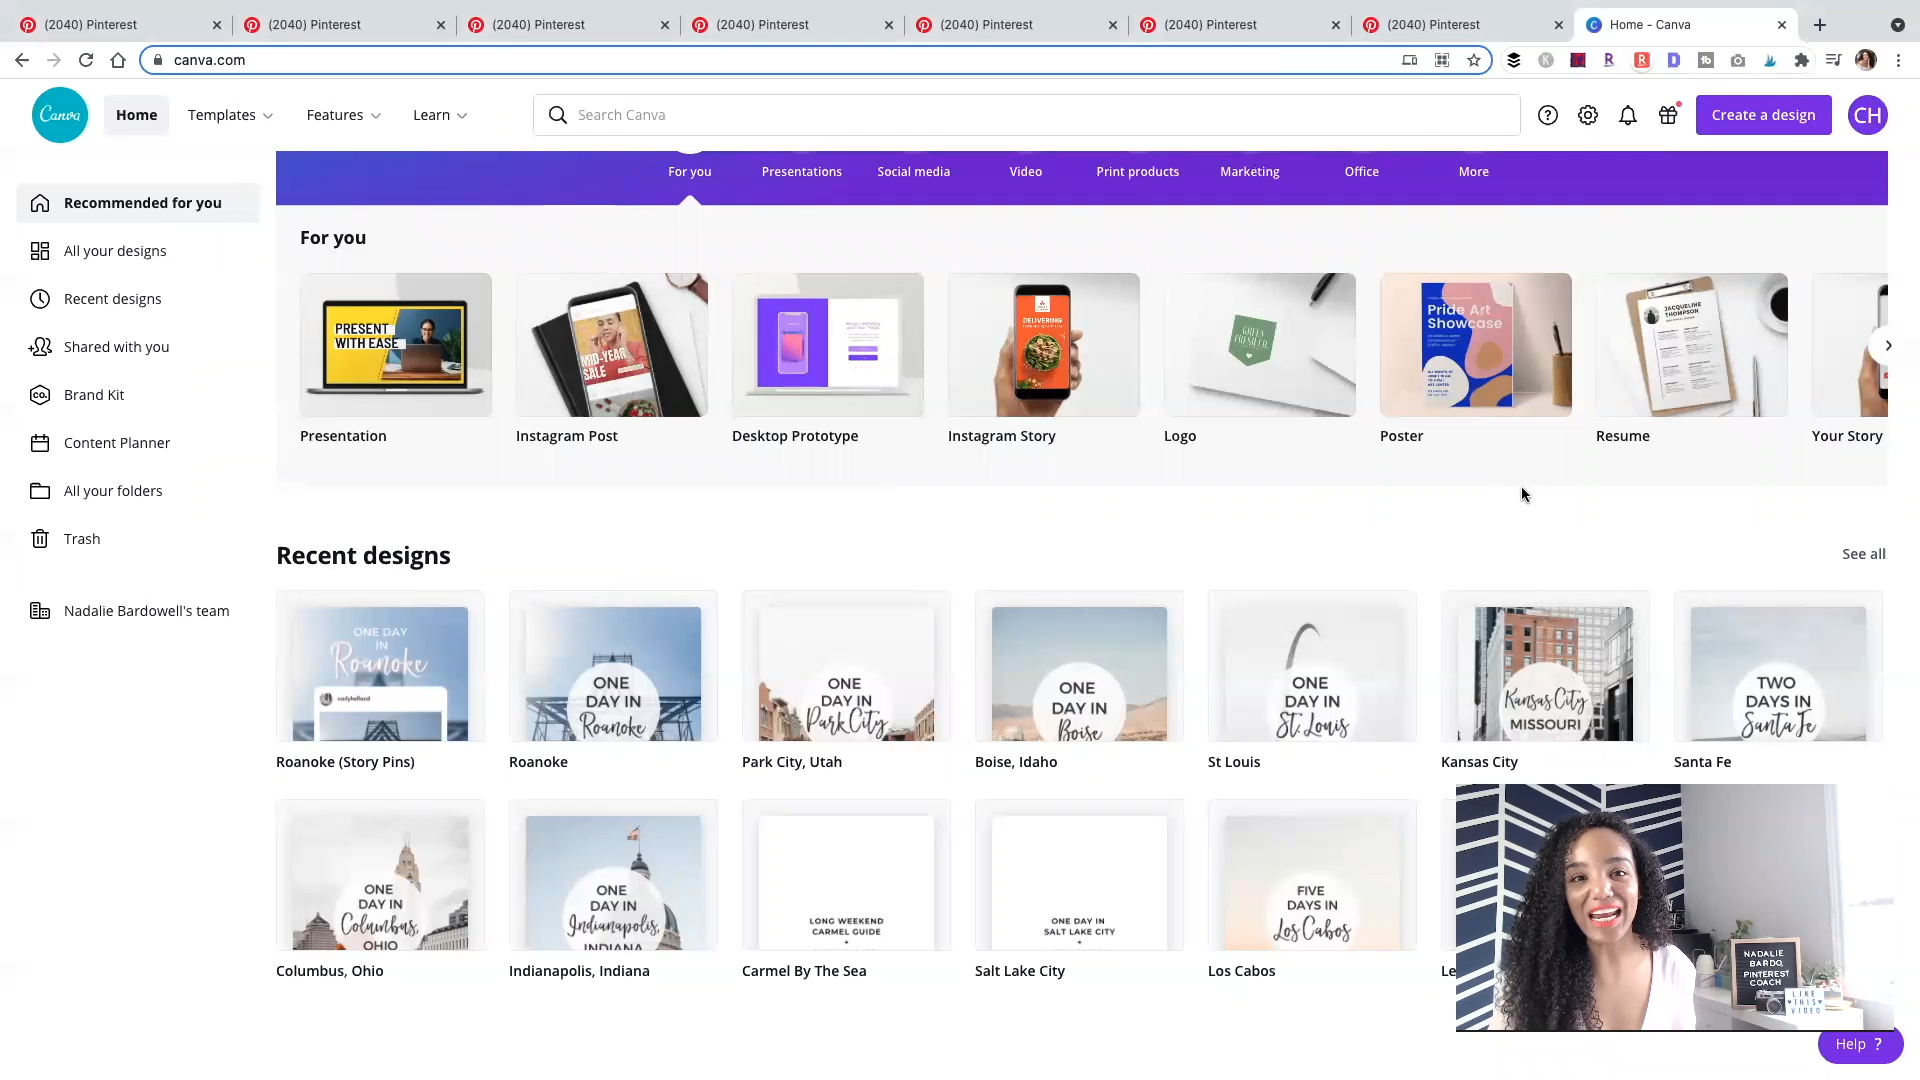 (2040) Pinterest (2040) Pinterest (2040) Pinterest (2040) Pinterest (2040) Pinterest (2040) Pinterest (2040) Pinterest Home - Canva
canva.com
Canva Home Templates Features Learn Search Canva Create a design CH
For you Presentations Social media Video Print products Marketing Office More
Recommended for you
All your designs
Recent designs
Shared with you
Brand Kit
Content Planner
All your folders
Trash
Nadalie Bardowell's team
For you
PRESENT
WITH EASE
MID-YEAR
SALE
DELIVERING
GREEN
FRESH CO.
Pride Art
Showcase
JACQUELINE
THOMPSON
Presentation Instagram Post Desktop Prototype Instagram Story Logo Poster Resume Your Story
Recent designs See all
ONE DAY
IN
Roanoke
ONE
DAY IN
Roanoke
ONE
DAY IN
Park City
ONE
DAY IN
Boise
ONE
DAY IN
St. Louis
Kansas City
MISSOURI
TWO
DAYS IN
Santa Fe
Roanoke (Story Pins) Roanoke Park City, Utah Boise, Idaho St Louis Kansas City Santa Fe
ONE
DAY IN
Columbus,
OHIO
ONE
DAY IN
Indianapolis,
INDIANA
LONG WEEKEND
CARMEL GUIDE
ONE DAY IN
SALT LAKE CITY
FIVE
DAYS IN
Los Cabos
Columbus, Ohio Indianapolis, Indiana Carmel By The Sea Salt Lake City Los Cabos Le
NADALIE
BARDO,
PINTEREST
COACH
LIKE
THIS
VIDEO
Help ?